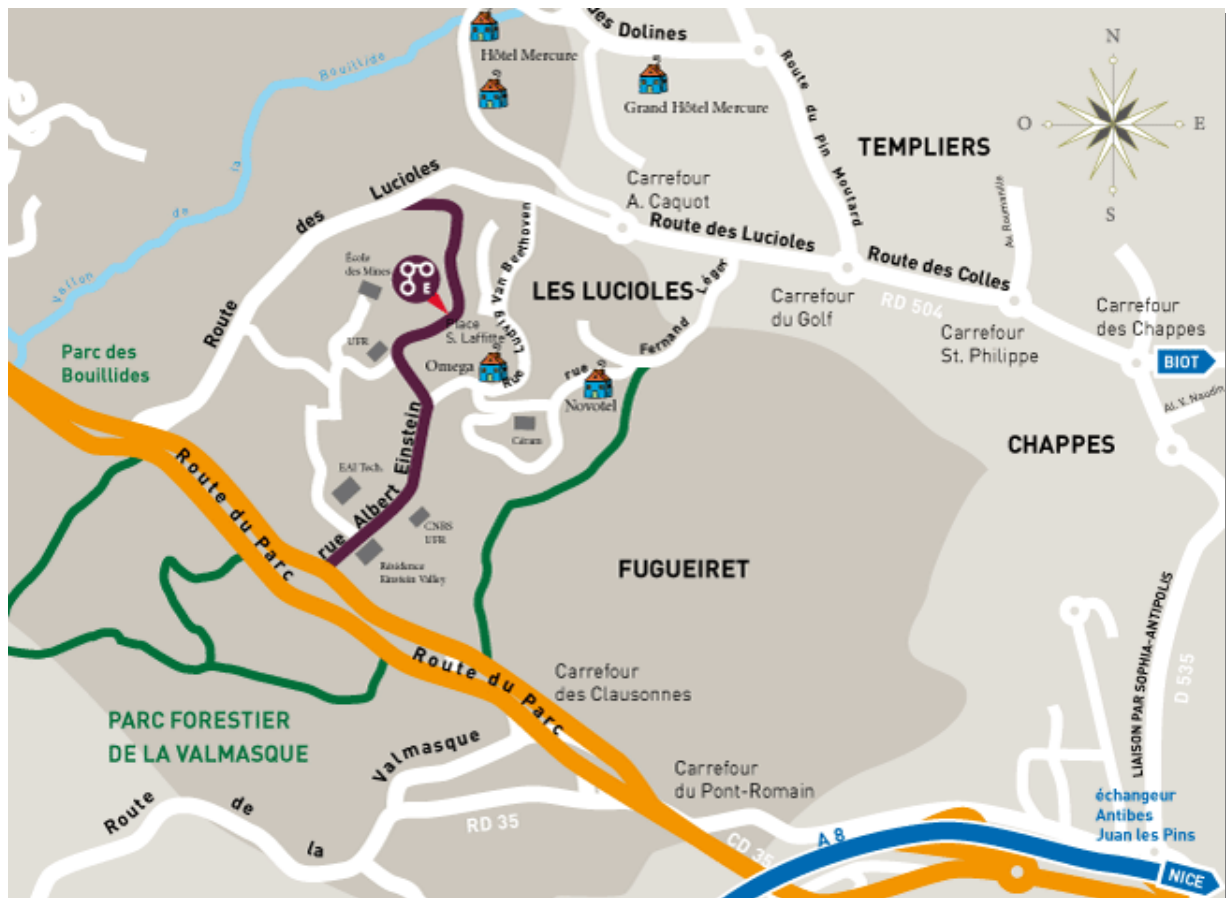 des Dolines
Hôtel Mercure
Grand Hôtel Mercure
Bouillide
la
de
Vallon
Route du Pin Moutard
TEMPLIERS
N
O
E
S
Carrefour
A. Caquot
Route des Lucioles
Route des Lucioles
Av. Roumanille
Route des Colles
RD 504
Carrefour
du Golf
Carrefour
St. Philippe
Carrefour
des Chappes
BIOT
Al. V. Naudin
CHAPPES
École
des Mines
E
UFR
Place
S. Laffitte
Omega
Rue Ludwig Van Beethoven
LES LUCIOLES
rue Fernand Léger
Novotel
Céram
Parc des
Bouillides
EAI Tech.
rue Albert Einstein
CNRS
UFR
Résidence
Einstein Valley
Route du Parc
FUGUEIRET
Route du Parc
Carrefour
des Clausonnes
PARC FORESTIER
DE LA VALMASQUE
Route de la Valmasque
RD 35
Carrefour
du Pont-Romain
CD 35
A 8
LIAISON PAR SOPHIA-ANTIPOLIS
D 535
échangeur
Antibes
Juan les Pins
NICE